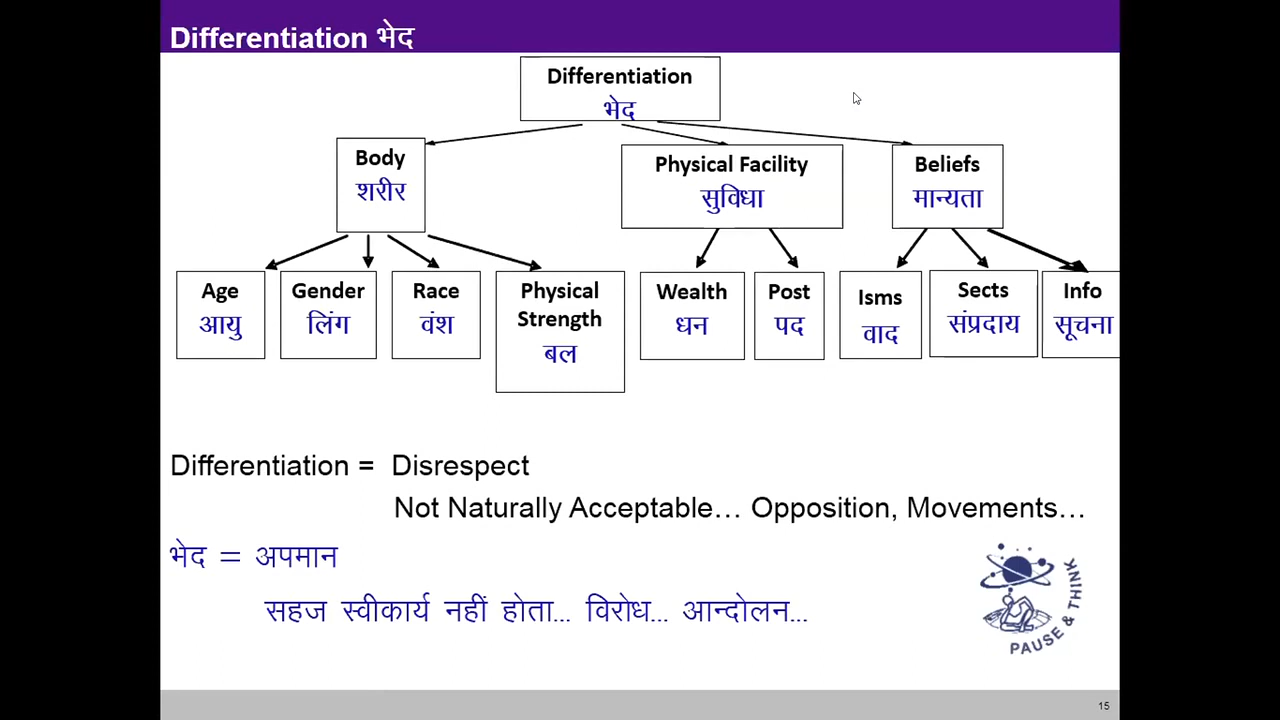 Differentiation भेद
Differentiation
भेद
Body
शरीर
Physical Facility
सुविधा
Beliefs
मान्यता
Age
आयु
Gender
लिंग
Race
वंश
Physical
Strength
बल
Wealth
धन
Post
पद
Isms
वाद
Sects
संप्रदाय
Info
सूचना
Differentiation = Disrespect
Not Naturally Acceptable… Opposition, Movements…
भेद = अपमान
सहज स्वीकार्य नहीं होता... विरोध... आन्दोलन...
PAUSE & THINK
15